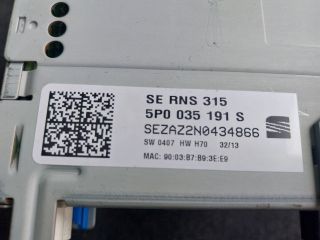 SE RNS 315
5P0 035 191 S
SEZAZ2N0434866
SW 0407 HW H70 32/13
MAC: 90:03:B7:B9:3E:E9